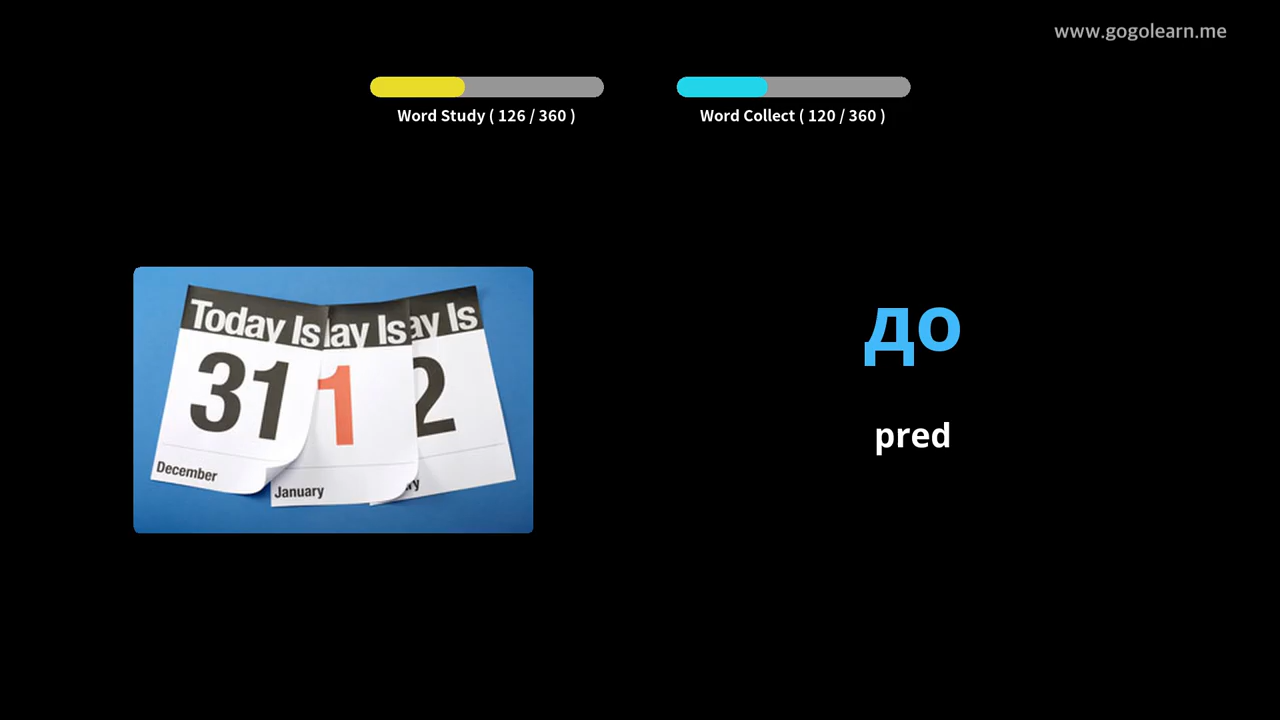 www.gogolearn.me
Word Study ( 126 / 360 )
Word Collect ( 120 / 360 )
Today Is
ay Is
ay Is
31
1
2
December
January
ry
до
pred